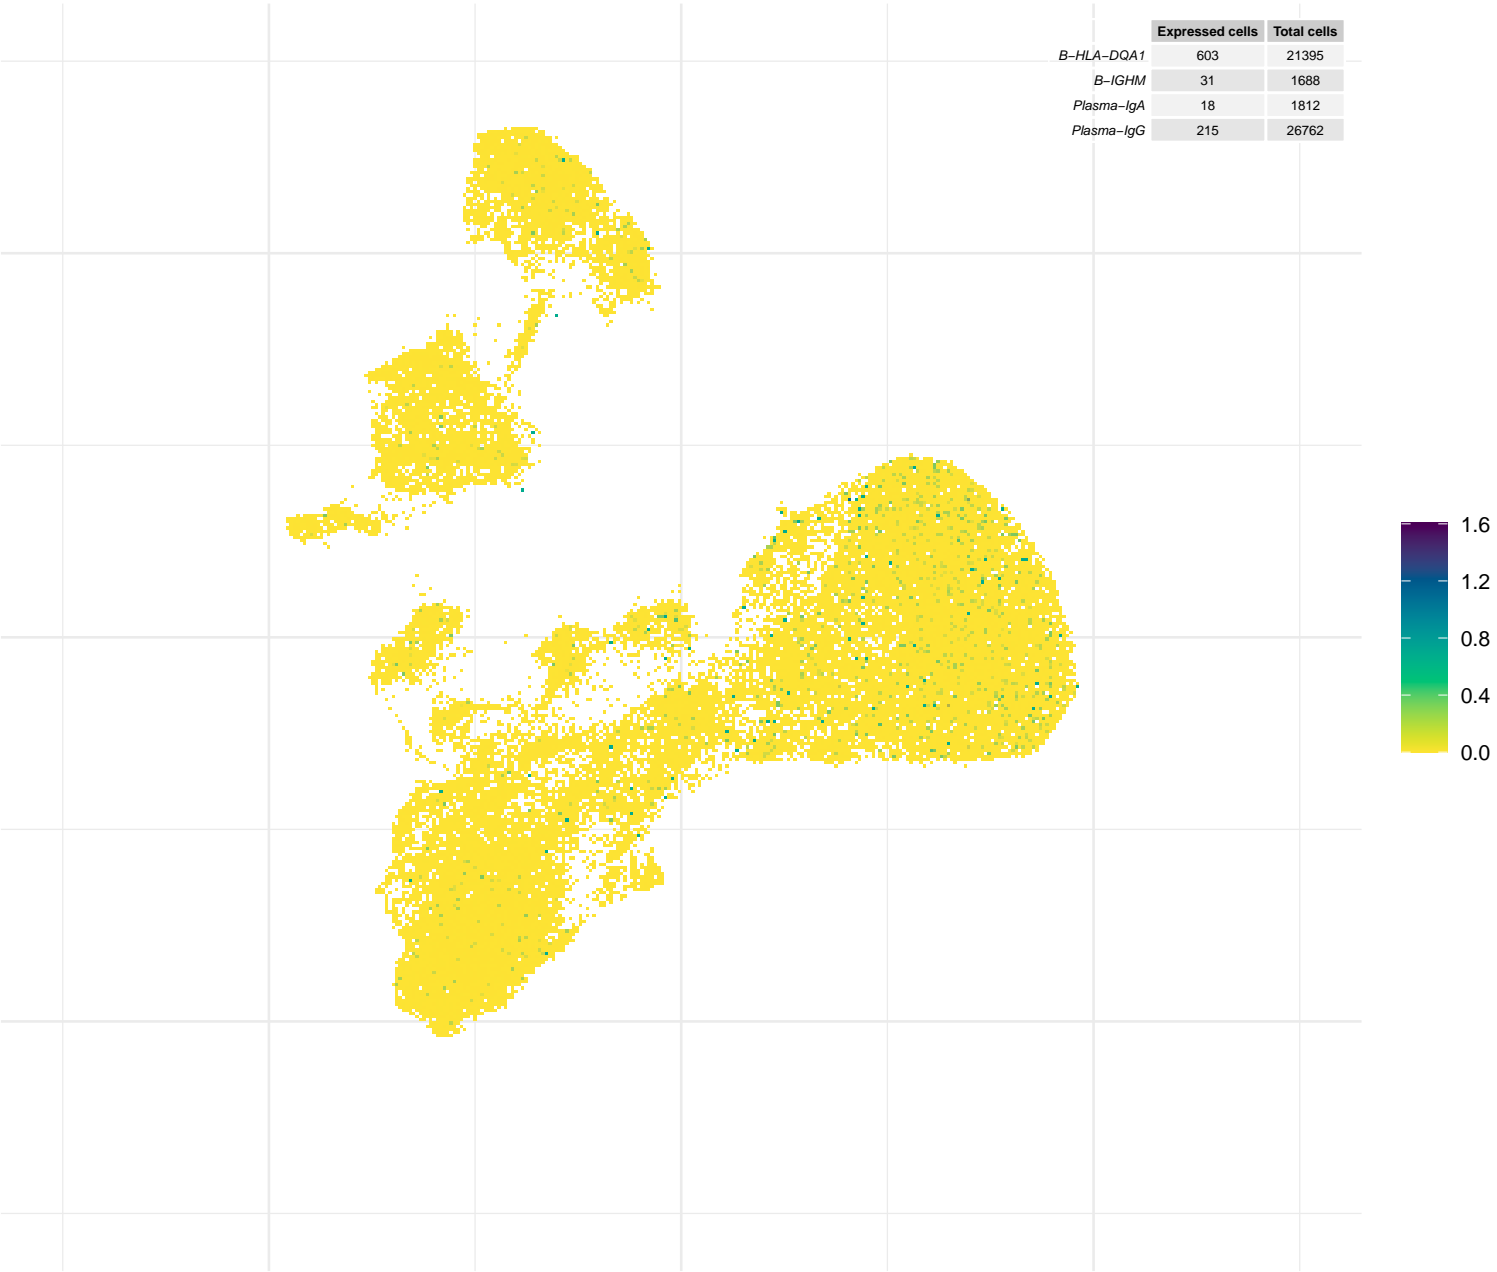 Expressed cells Total cells
B−HLA−DQA1 603 21395
B−IGHM 31 1688
Plasma−IgA 18 1812
Plasma−IgG 215 26762
1.6
1.2
0.8
0.4
0.0